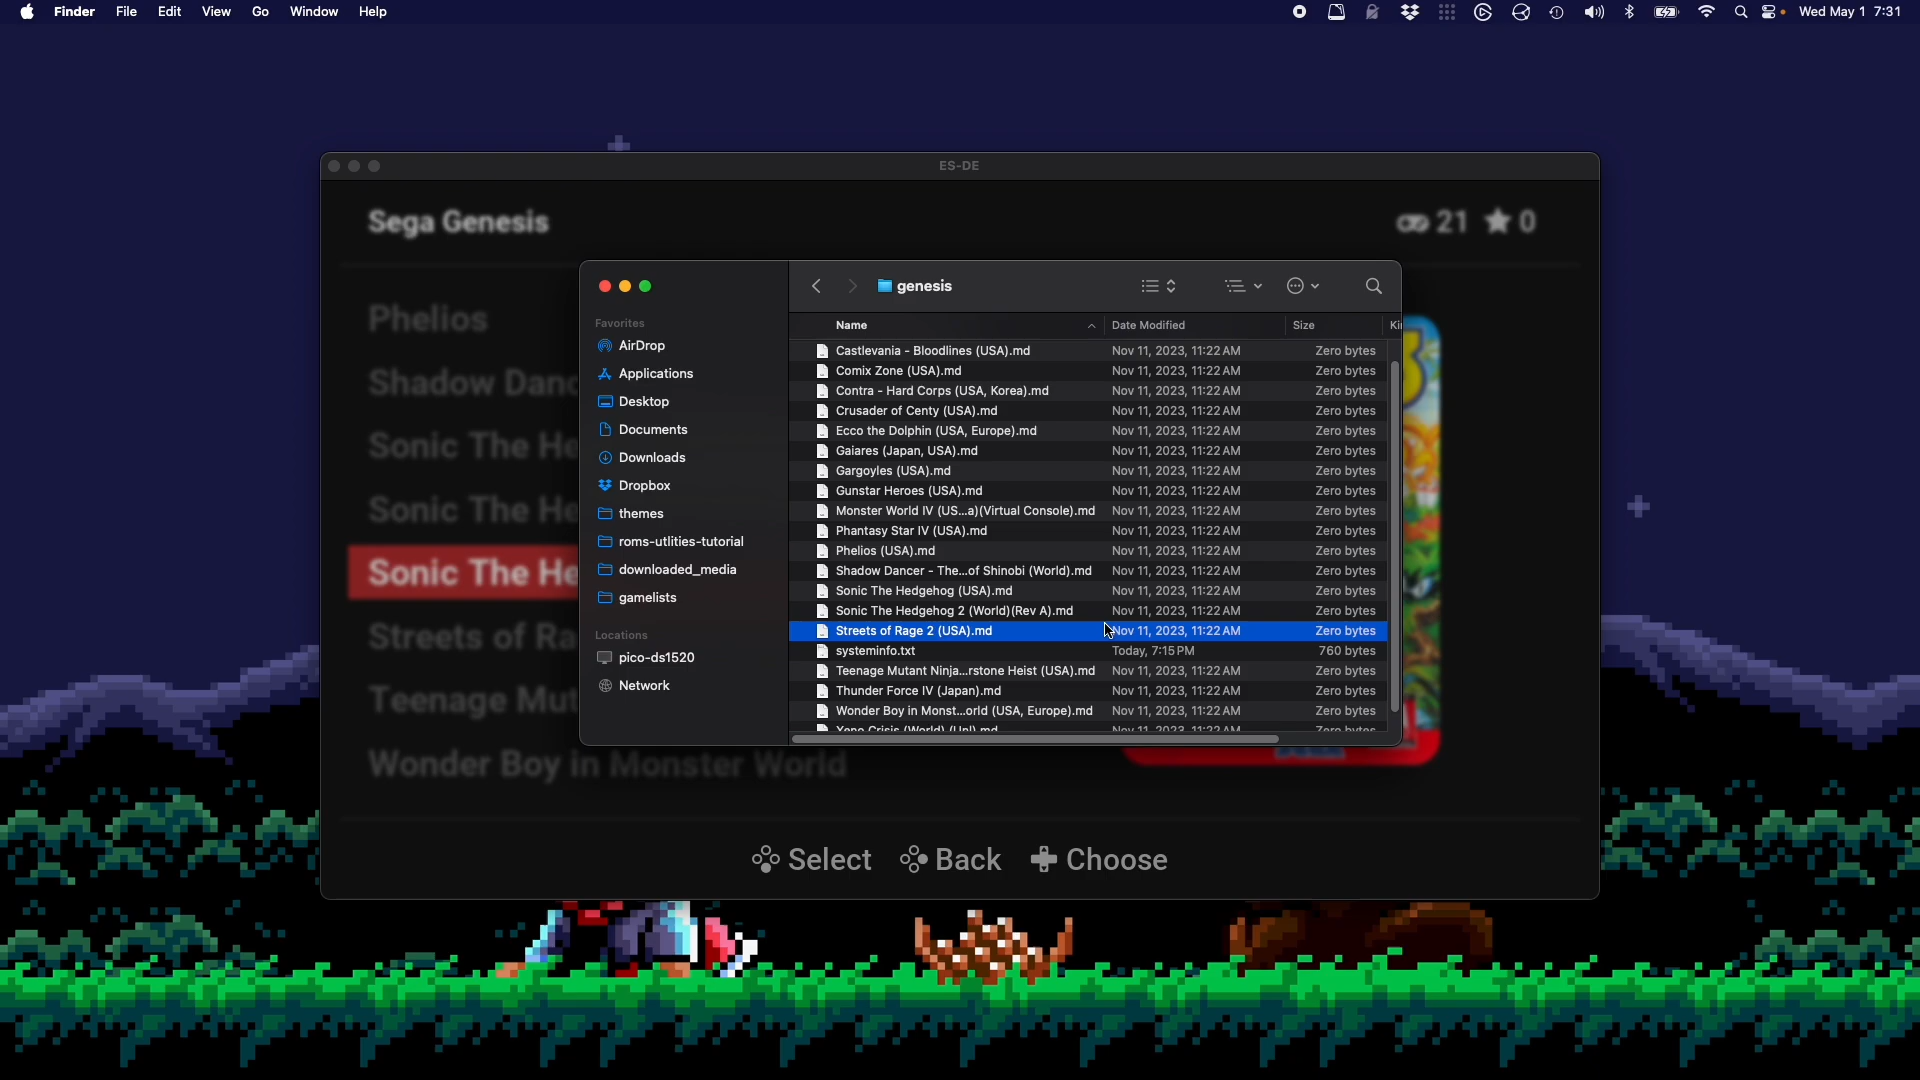 Finder File Edit View Go Window Help Wed May 1 7:31
ES-DE
Sega Genesis 21 0
Phelios
Shadow Danc
Sonic The He
Sonic The He
Sonic The He
Streets of Ra
Teenage Mut
Wonder Boy in Monster World
Select Back Choose
genesis
Favorites
AirDrop
Applications
Desktop
Documents
Downloads
Dropbox
themes
roms-utlities-tutorial
downloaded_media
gamelists
Locations
pico-ds1520
Network
Name Date Modified Size Ki
Castlevania - Bloodlines (USA).md Nov 11, 2023, 11:22 AM Zero bytes
Comix Zone (USA).md Nov 11, 2023, 11:22 AM Zero bytes
Contra - Hard Corps (USA, Korea).md Nov 11, 2023, 11:22 AM Zero bytes
Crusader of Centy (USA).md Nov 11, 2023, 11:22 AM Zero bytes
Ecco the Dolphin (USA, Europe).md Nov 11, 2023, 11:22 AM Zero bytes
Gaiares (Japan, USA).md Nov 11, 2023, 11:22 AM Zero bytes
Gargoyles (USA).md Nov 11, 2023, 11:22 AM Zero bytes
Gunstar Heroes (USA).md Nov 11, 2023, 11:22 AM Zero bytes
Monster World IV (US...a)(Virtual Console).md Nov 11, 2023, 11:22 AM Zero bytes
Phantasy Star IV (USA).md Nov 11, 2023, 11:22 AM Zero bytes
Phelios (USA).md Nov 11, 2023, 11:22 AM Zero bytes
Shadow Dancer - The...of Shinobi (World).md Nov 11, 2023, 11:22 AM Zero bytes
Sonic The Hedgehog (USA).md Nov 11, 2023, 11:22 AM Zero bytes
Sonic The Hedgehog 2 (World)(Rev A).md Nov 11, 2023, 11:22 AM Zero bytes
Streets of Rage 2 (USA).md Nov 11, 2023, 11:22 AM Zero bytes
systeminfo.txt Today, 7:15 PM 760 bytes
Teenage Mutant Ninja...rstone Heist (USA).md Nov 11, 2023, 11:22 AM Zero bytes
Thunder Force IV (Japan).md Nov 11, 2023, 11:22 AM Zero bytes
Wonder Boy in Monst...orld (USA, Europe).md Nov 11, 2023, 11:22 AM Zero bytes
Xeno Crisis (World) (Unl).md Nov 11, 2023, 11:22 AM Zero bytes